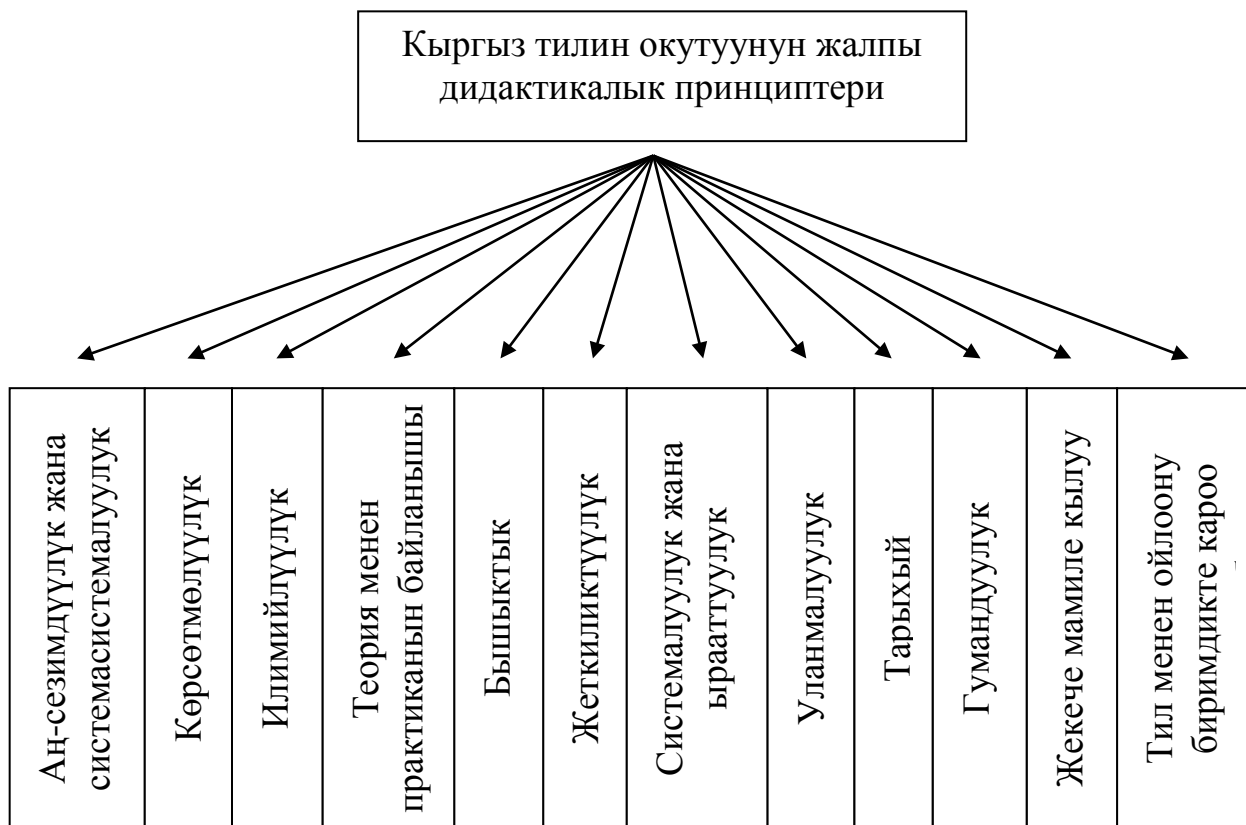 Кыргыз тилин окутуунун жалпы
дидактикалык принциптери
Аң-сезимдүүлүк жана
системасистемалуулук
Көрсөтмөлүүлүк
Илимийлүүлүк
Теория менен
практиканын байланышы
Бышыктык
Жеткиликтүүлүк
Системалуулук жана
ырааттуулук
Уланмалуулук
Тарыхый
Гумандуулук
Жекече мамиле кылуу
Тил менен ойлоону
биримдикте кароо